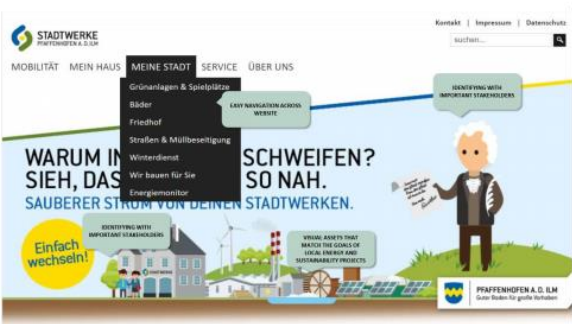 Kontakt | Impressum | Datenschutz
STADTWERKE
PFAFFENHOFEN A. D. ILM
suchen...
MOBILITÄT MEIN HAUS MEINE STADT SERVICE ÜBER UNS
Grünanlagen & Spielplätze
Bäder
Friedhof
Straßen & Müllbeseitigung
Winterdienst
Wir bauen für Sie
Energiemonitor
EASY NAVIGATION ACROSS
WEBSITE
IDENTIFYING WITH
IMPORTANT STAKEHOLDERS
WARUM IN SCHWEIFEN?
SIEH, DAS SO NAH.
SAUBERER STROM VON DEINEN STADTWERKEN.
IDENTIFYING WITH
IMPORTANT STAKEHOLDERS
VISUAL ASSETS THAT
MATCH THE GOALS OF
LOCAL ENERGY AND
SUSTAINABILITY PROJECTS
Einfach
wechseln!
STADTWERKE
PFAFFENHOFEN A. D. ILM
Guter Boden für große Vorhaben